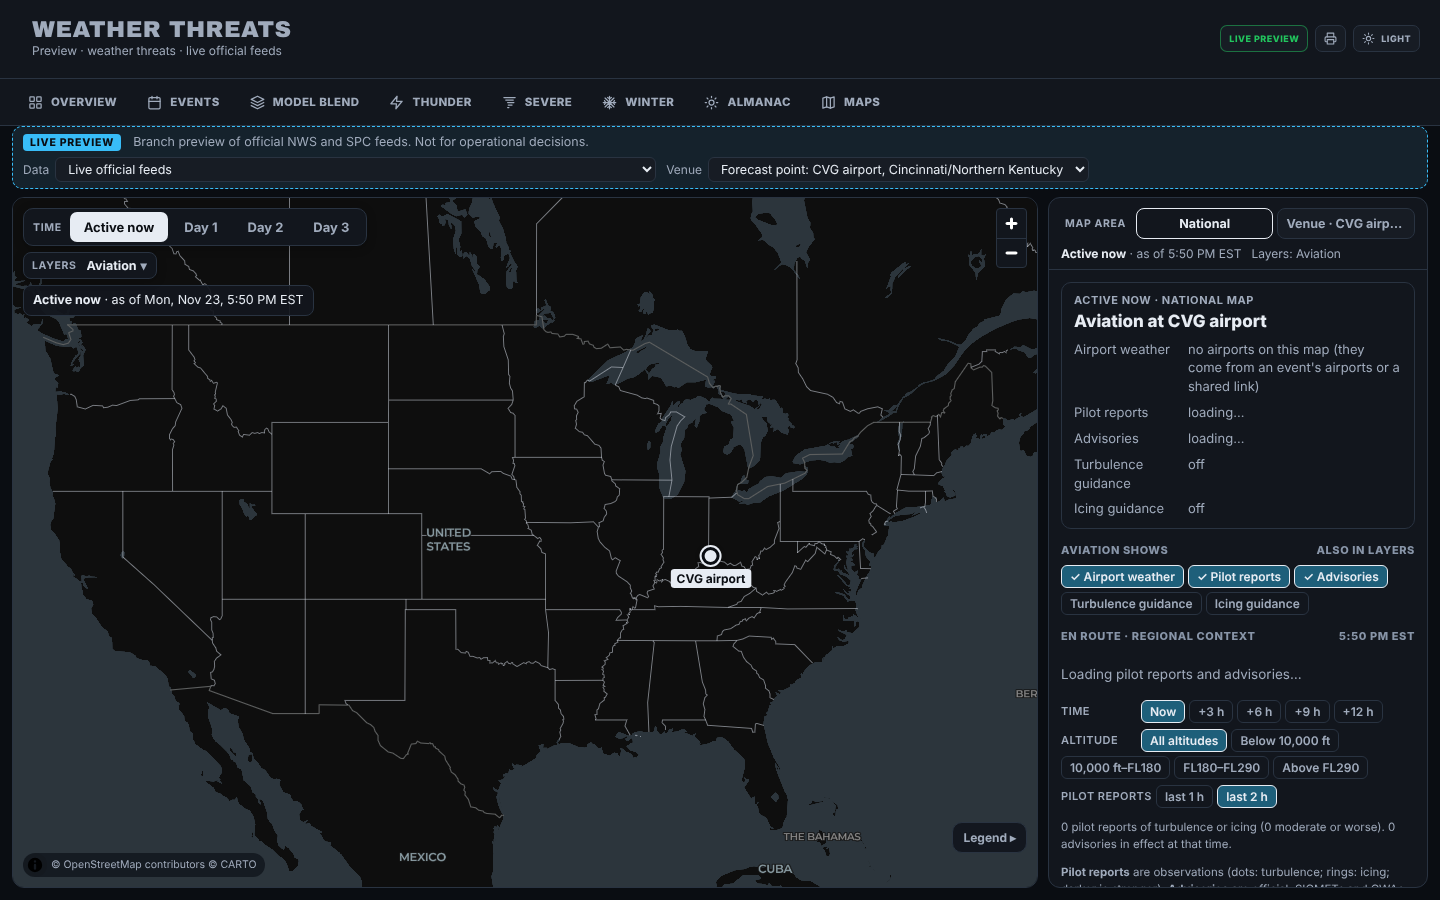 WEATHER THREATS
Preview · weather threats · live official feeds
LIVE PREVIEW
LIGHT
OVERVIEW
EVENTS
MODEL BLEND
THUNDER
SEVERE
WINTER
ALMANAC
MAPS
LIVE PREVIEW Branch preview of official NWS and SPC feeds. Not for operational decisions.
Data Live official feeds Venue Forecast point: CVG airport, Cincinnati/Northern Kentucky
TIME Active now Day 1 Day 2 Day 3
LAYERS Aviation ▾
Active now · as of Mon, Nov 23, 5:50 PM EST
+
−
UNITED
STATES
CVG airport
BER
THE BAHAMAS
MEXICO
CUBA
Legend ▸
© OpenStreetMap contributors © CARTO
MAP AREA National Venue · CVG airp...
Active now · as of 5:50 PM EST Layers: Aviation
ACTIVE NOW · NATIONAL MAP
Aviation at CVG airport
Airport weather no airports on this map (they
come from an event's airports or a
shared link)
Pilot reports loading...
Advisories loading...
Turbulence off
guidance
Icing guidance off
AVIATION SHOWS ALSO IN LAYERS
✓ Airport weather ✓ Pilot reports ✓ Advisories
Turbulence guidance Icing guidance
EN ROUTE · REGIONAL CONTEXT 5:50 PM EST
Loading pilot reports and advisories...
TIME Now +3 h +6 h +9 h +12 h
ALTITUDE All altitudes Below 10,000 ft
10,000 ft–FL180 FL180–FL290 Above FL290
PILOT REPORTS last 1 h last 2 h
0 pilot reports of turbulence or icing (0 moderate or worse). 0
advisories in effect at that time.
Pilot reports are observations (dots: turbulence; rings: icing;